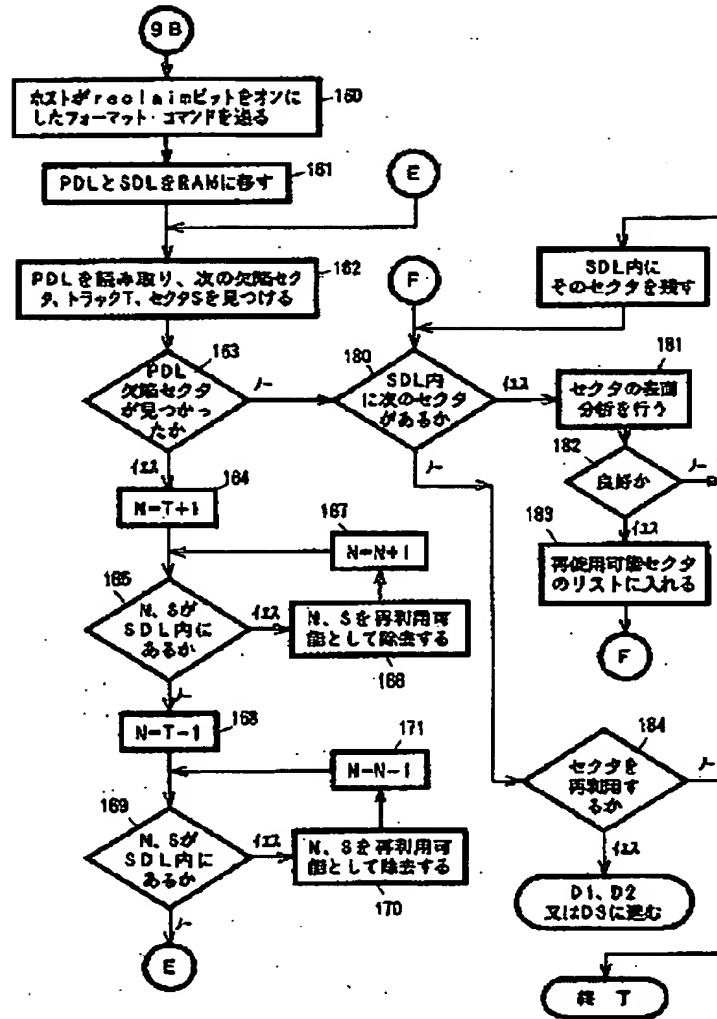 9B
ホストがreclaimビットをオンに
したフォーマット・コマンドを送る
160
PDLとSDLをRAMに移す
161
E
PDLを読み取り、次の欠陥セク
タ、トラックT、セクタSを見つける
162
F
SDL内に
そのセクタを残す
PDL
欠陥セクタ
が見つかっ
たか
163
ノー
イエス
SDL内
に次のセクタ
があるか
180
イエス
ノー
セクタの表面
分析を行う
181
良好か
182
ノー
イエス
再使用可能セクタ
のリストに入れる
183
F
N=T+1
164
N=N+1
167
N、Sが
SDL内に
あるか
165
イエス
ノー
N、Sを再利用可
能として除去する
166
N=T-1
168
N=N-1
171
N、Sが
SDL内に
あるか
169
イエス
ノー
N、Sを再利用可
能として除去する
170
E
セクタを
再利用す
るか
184
ノー
イエス
D1、D2
又はD3に進む
終 了